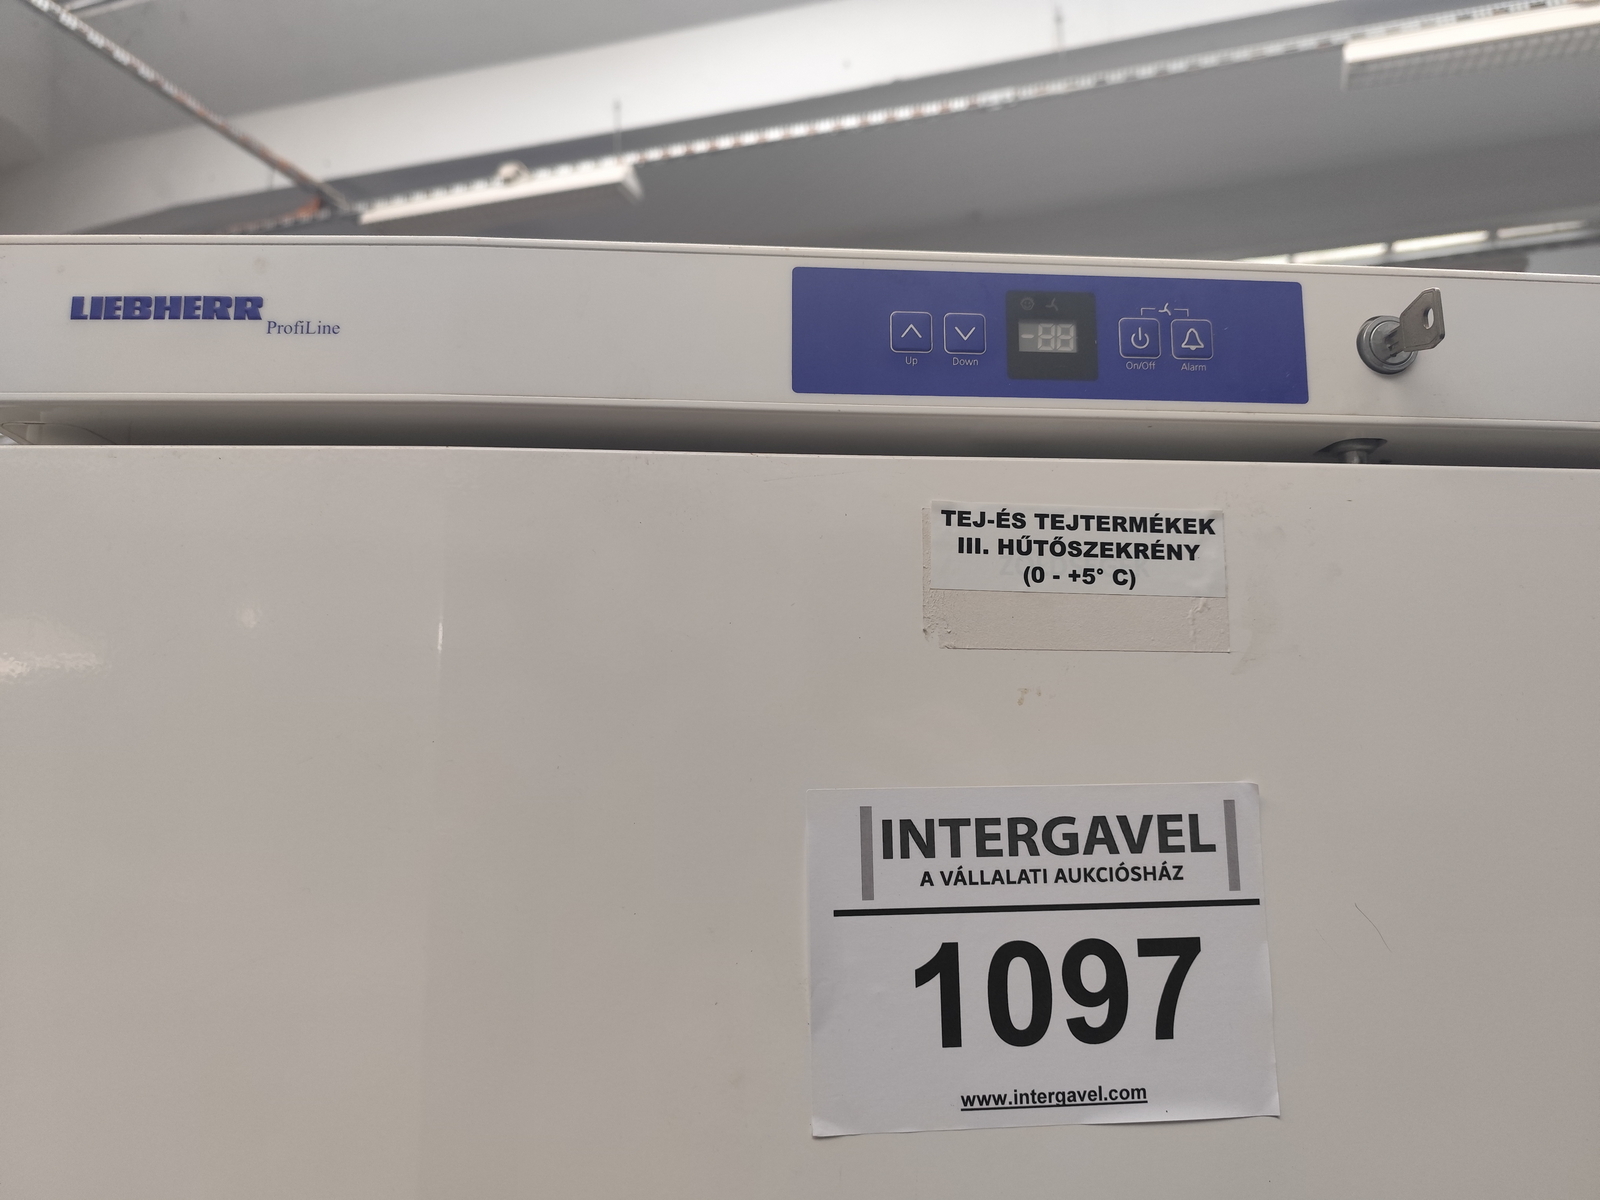 LIEBHERR
ProfiLine
Up
Down
-88
On/Off
Alarm
TEJ-ÉS TEJTERMÉKEK
III. HŰTŐSZEKRÉNY
(0 - +5° C)
INTERGAVEL
A VÁLLALATI AUKCIÓSHÁZ
1097
www.intergavel.com